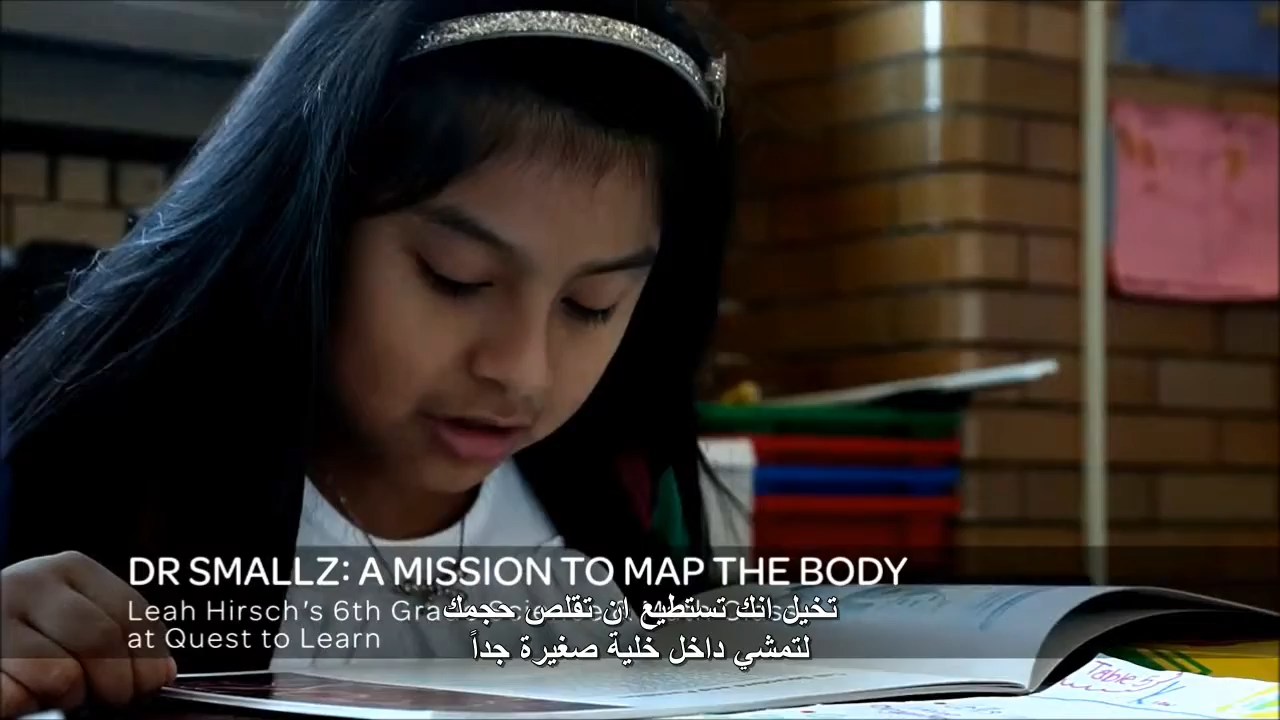 DR SMALLZ: A MISSION TO MAP THE BODY
Leah Hirsch's 6th Grade
at Quest to Learn
تخيل انك تستطيع ان تقلص حجمك
لتمشي داخل خلية صغيرة جداً
Table 5